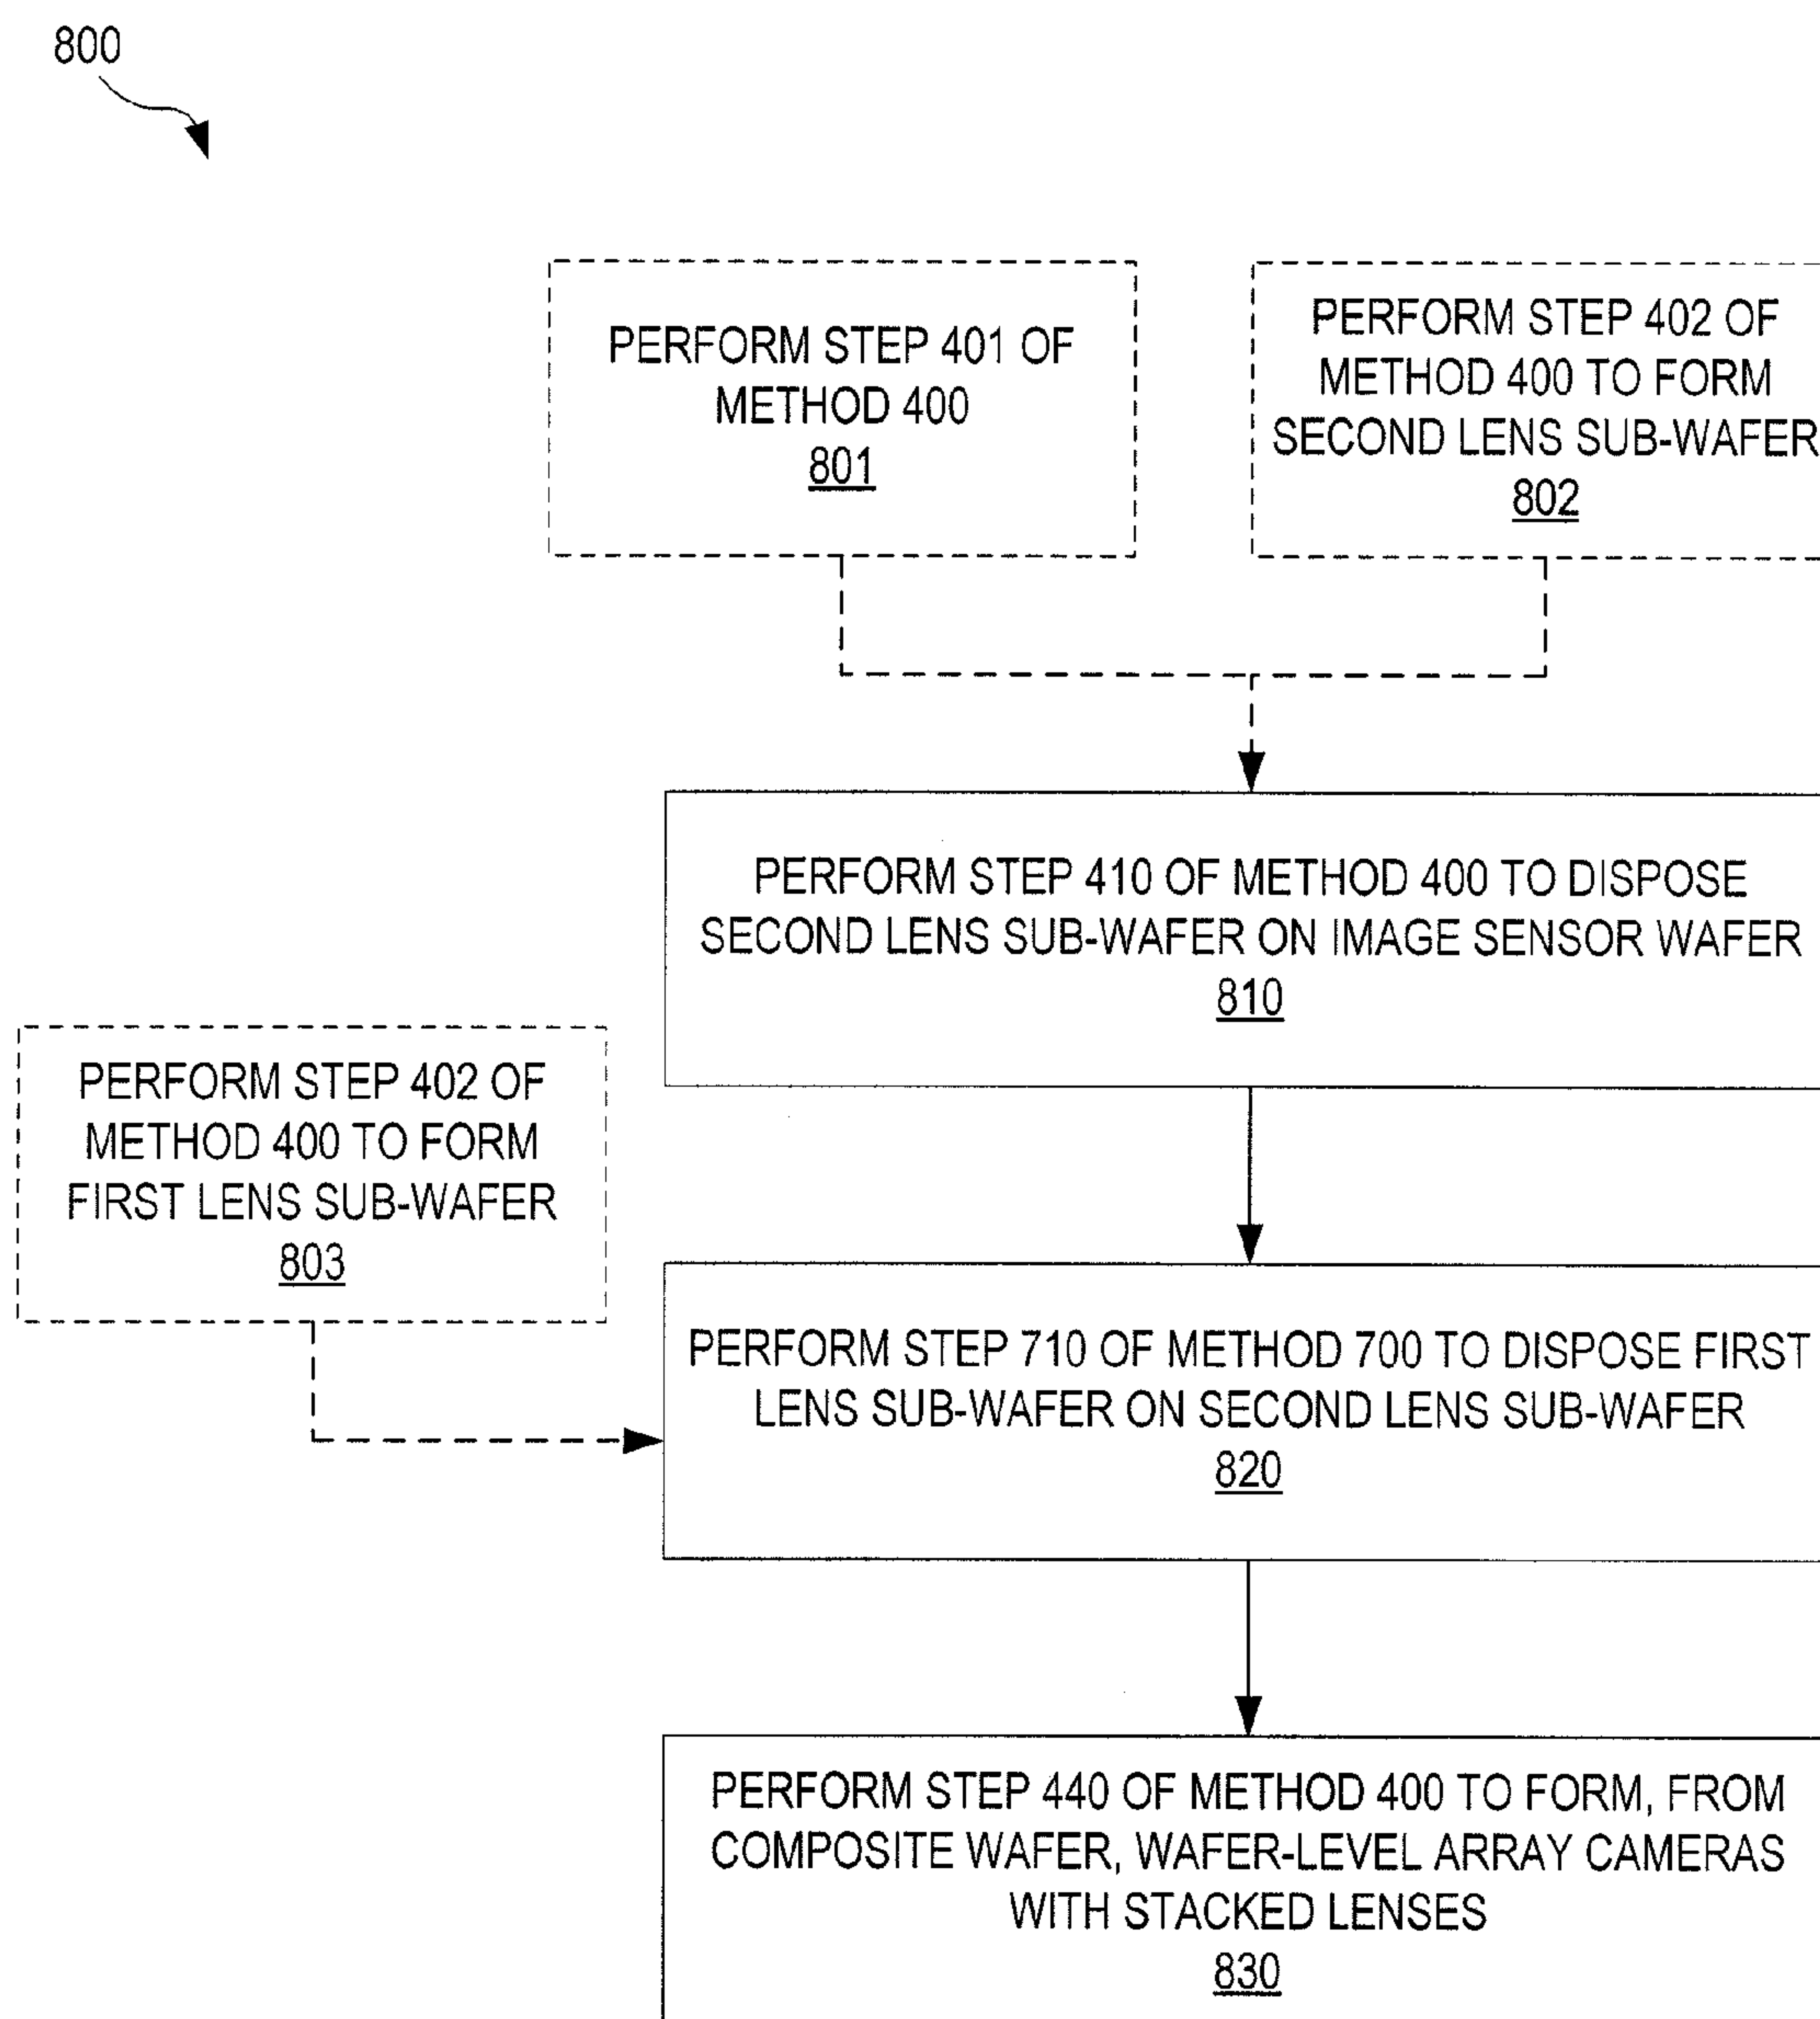 800
PERFORM STEP 401 OF
METHOD 400
801
PERFORM STEP 402 OF
METHOD 400 TO FORM
SECOND LENS SUB-WAFER
802
PERFORM STEP 410 OF METHOD 400 TO DISPOSE
SECOND LENS SUB-WAFER ON IMAGE SENSOR WAFER
810
PERFORM STEP 402 OF
METHOD 400 TO FORM
FIRST LENS SUB-WAFER
803
PERFORM STEP 710 OF METHOD 700 TO DISPOSE FIRST
LENS SUB-WAFER ON SECOND LENS SUB-WAFER
820
PERFORM STEP 440 OF METHOD 400 TO FORM, FROM
COMPOSITE WAFER, WAFER-LEVEL ARRAY CAMERAS
WITH STACKED LENSES
830